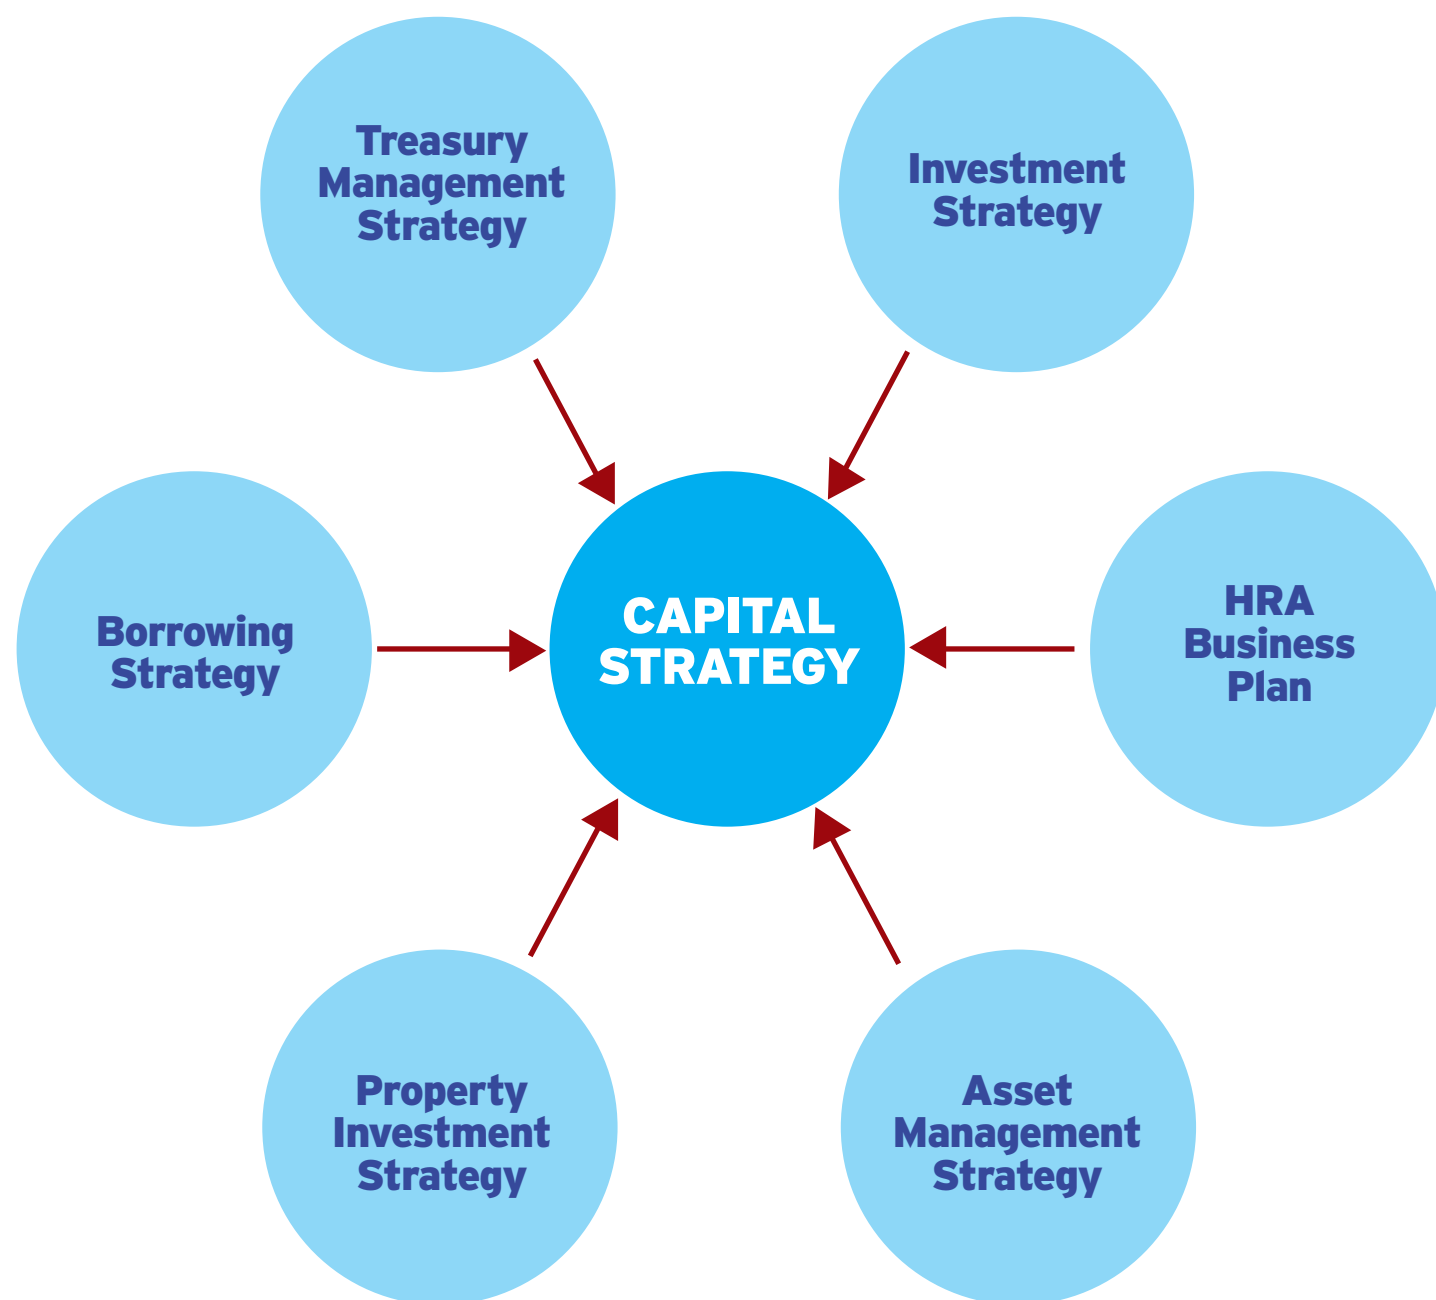 Treasury
Management
Strategy
Investment
Strategy
Borrowing
Strategy
CAPITAL
STRATEGY
HRA
Business
Plan
Property
Investment
Strategy
Asset
Management
Strategy